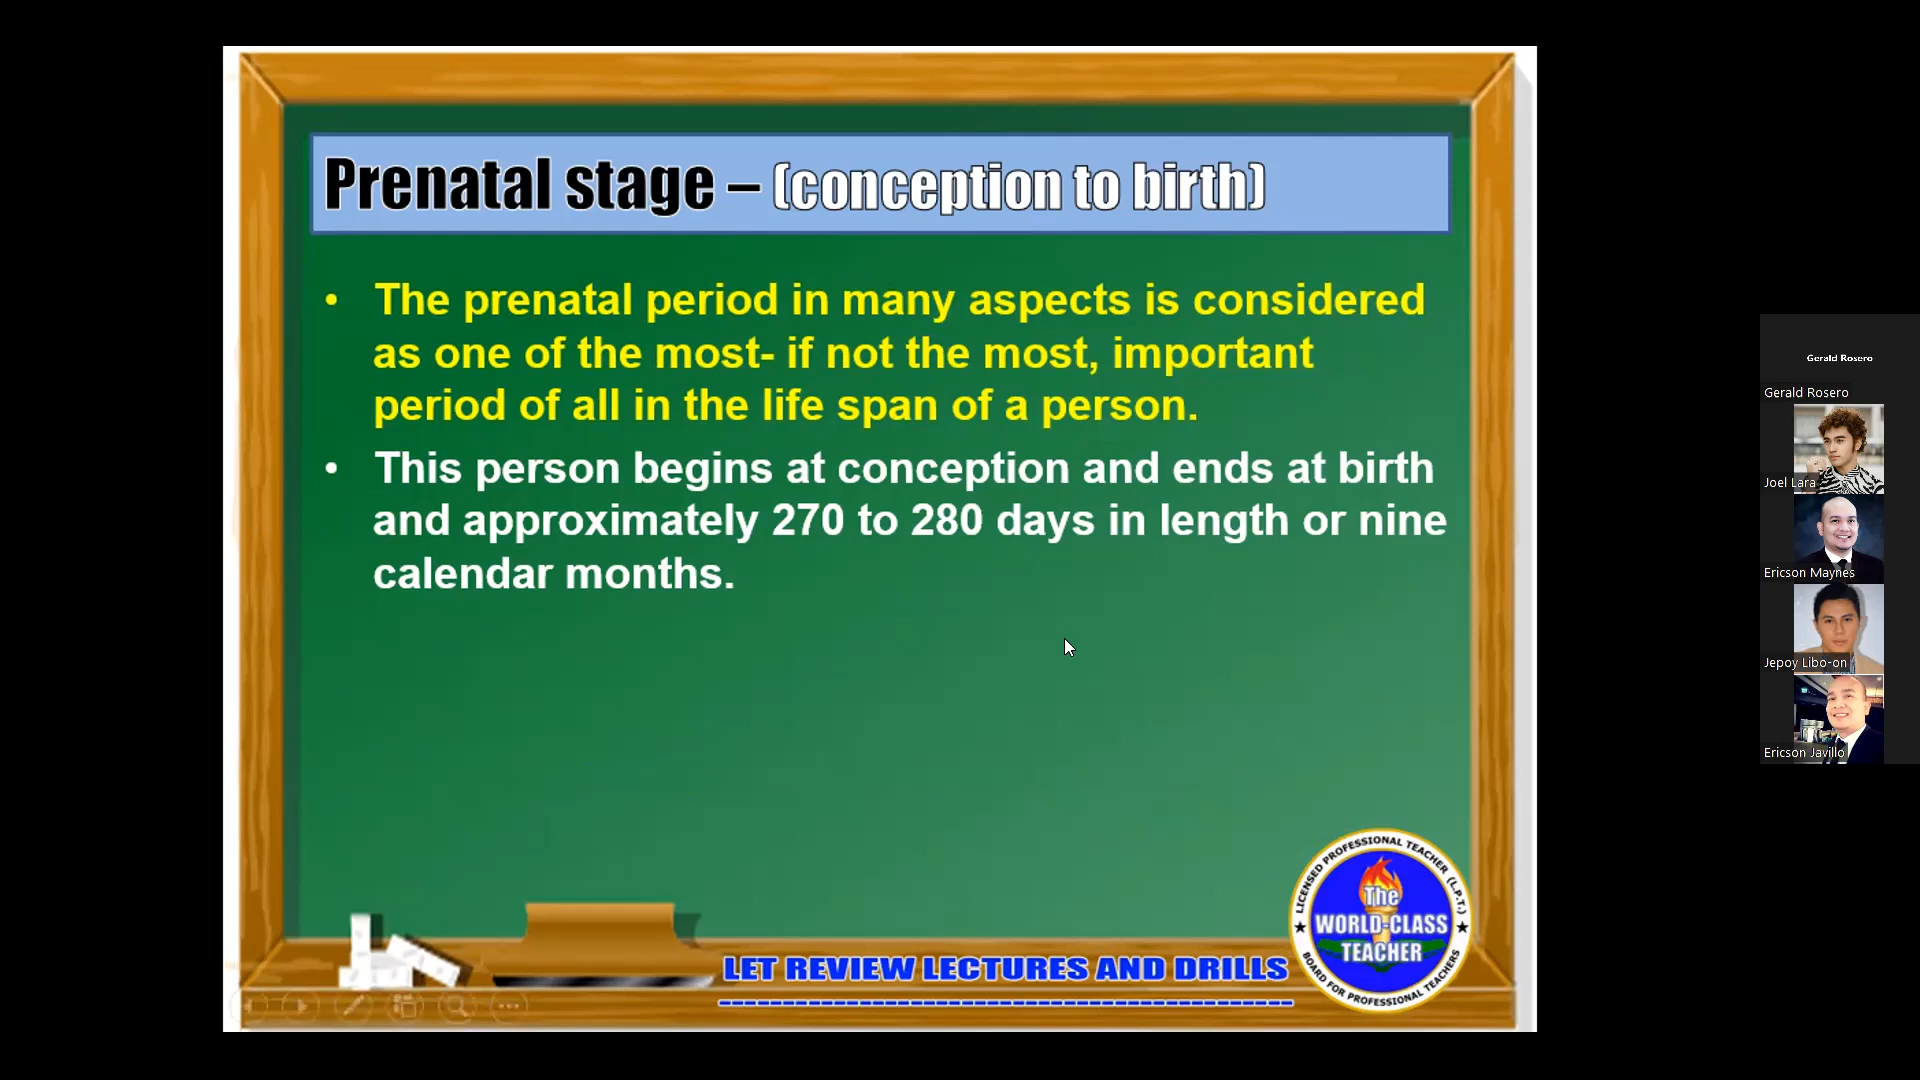 Prenatal stage – (conception to birth)
• The prenatal period in many aspects is considered
as one of the most- if not the most, important
period of all in the life span of a person.
• This person begins at conception and ends at birth
and approximately 270 to 280 days in length or nine
calendar months.
LET REVIEW LECTURES AND DRILLS
LICENSED PROFESSIONAL TEACHER (L.P.T.)
The
WORLD-CLASS
TEACHER
BOARD FOR PROFESSIONAL TEACHERS
Gerald Rosero
Gerald Rosero
Joel Lara
Ericson Maynes
Jepoy Libo-on
Ericson Javillo